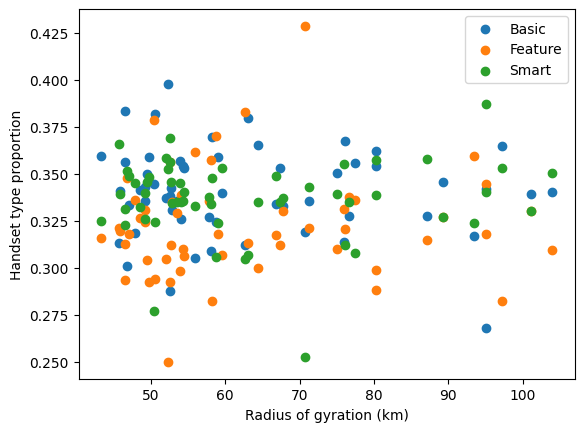 0.425
0.400
0.375
0.350
0.325
0.300
0.275
0.250
Handset type proportion
Basic
Feature
Smart
50 60 70 80 90 100
Radius of gyration (km)